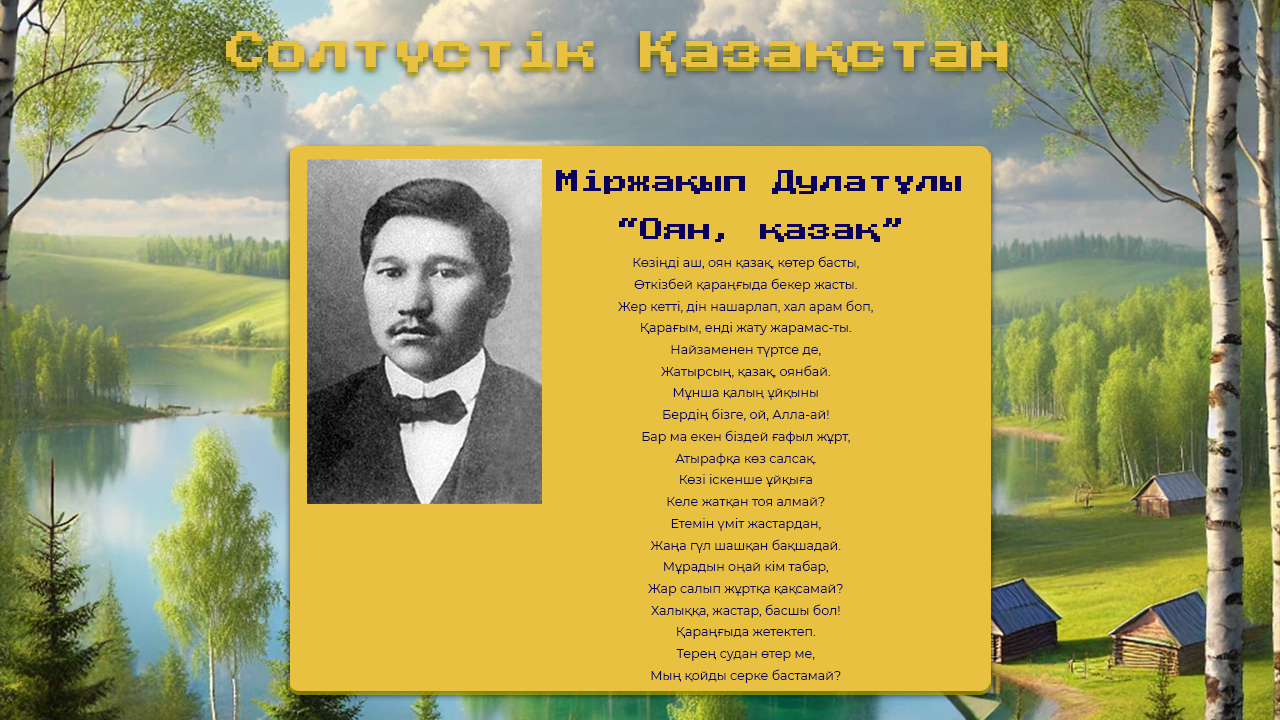 Солтүстік Қазақстан
Міржақып Дулатұлы
“Оян, қазақ”
Көзіңді аш, оян қазақ, көтер басты,
Өткізбей қараңғыда бекер жасты.
Жер кетті, дін нашарлап, хал арам боп,
Қарағым, енді жату жарамас-ты.
Найзаменен түртсе де,
Жатырсың, қазақ, оянбай.
Мұнша қалың ұйқыны
Бердің бізге, ой, Алла-ай!
Бар ма екен біздей ғафыл жұрт,
Атырафқа көз салсақ.
Көзі іскенше ұйқыға
Келе жатқан тоя алмай?
Етемін үміт жастардан,
Жаңа гүл шашқан бақшадай.
Мұрадын оңай кім табар,
Жар салып жұртқа қақсамай?
Халыққа, жастар, басшы бол!
Қараңғыда жетектеп.
Терең судан өтер ме,
Мың қойды серке бастамай?